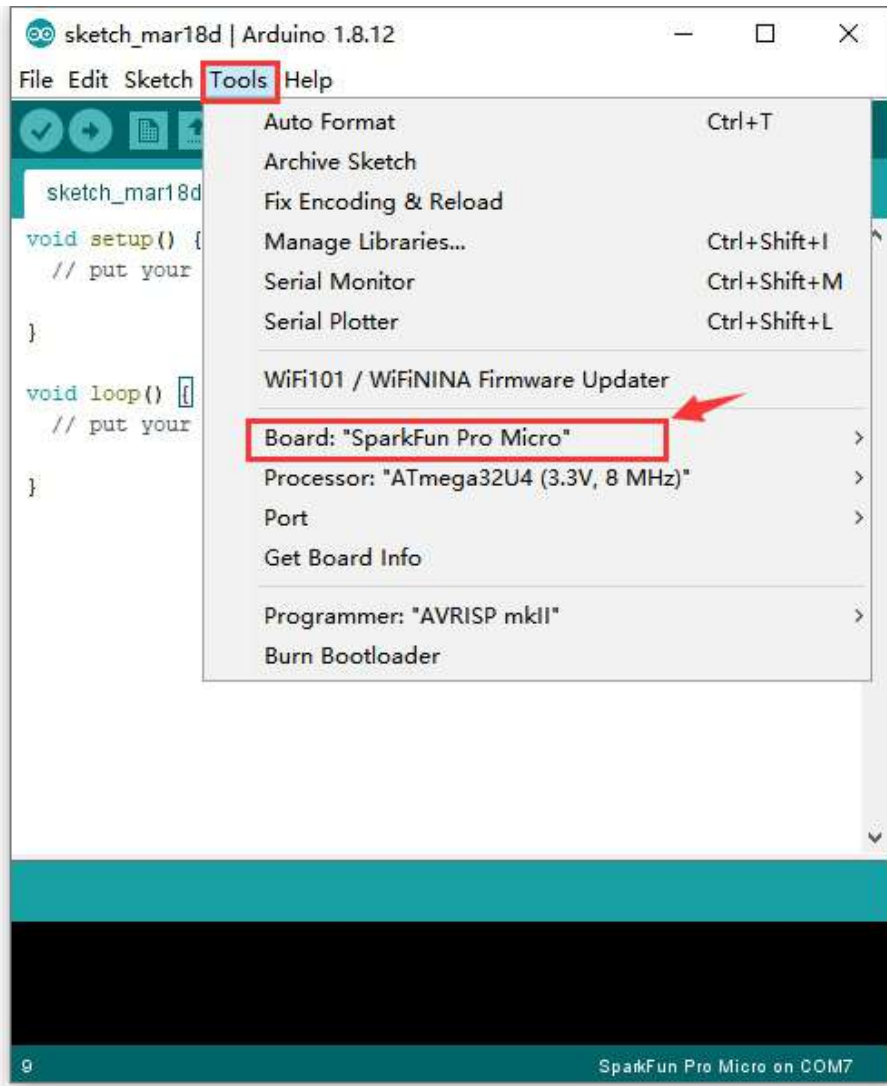 sketch_mar18d | Arduino 1.8.12
File Edit Sketch Tools Help
Auto Format Ctrl+T
Archive Sketch
sketch_mar18d
Fix Encoding & Reload
void setup() {
Manage Libraries... Ctrl+Shift+I
// put your
Serial Monitor Ctrl+Shift+M
Serial Plotter Ctrl+Shift+L
}
WiFi101 / WiFiNINA Firmware Updater
void loop() {
// put your
Board: "SparkFun Pro Micro"
Processor: "ATmega32U4 (3.3V, 8 MHz)"
}
Port
Get Board Info
Programmer: "AVRISP mkII"
Burn Bootloader
9 SparkFun Pro Micro on COM7